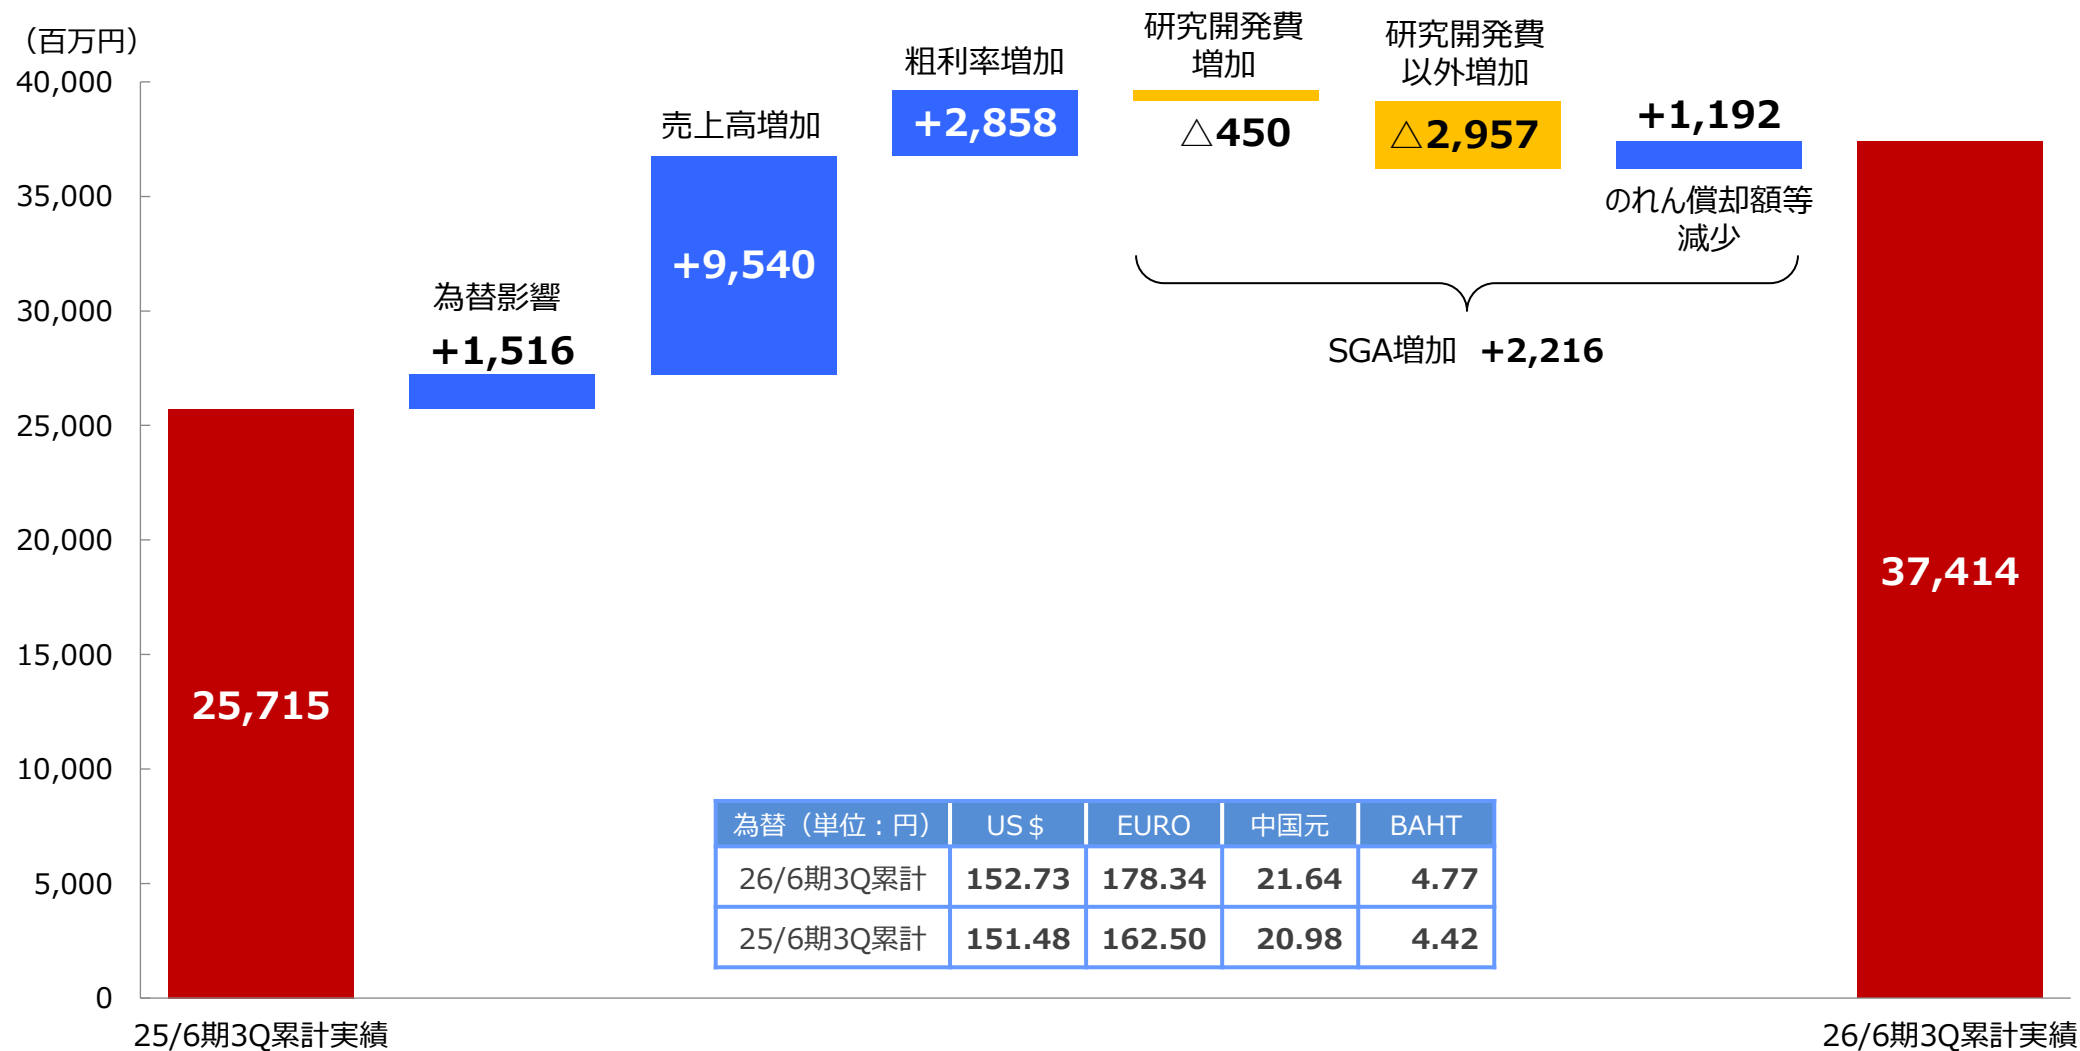 （百万円）
40,000
35,000
30,000
25,000
20,000
15,000
10,000
5,000
0
25,715
25/6期3Q累計実績
為替影響
+1,516
売上高増加
+9,540
粗利率増加
+2,858
研究開発費
増加
△450
研究開発費
以外増加
△2,957
+1,192
のれん償却額等
減少
SGA増加 +2,216
37,414
26/6期3Q累計実績
為替（単位：円） US＄ EURO 中国元 BAHT
26/6期3Q累計 152.73 178.34 21.64 4.77
25/6期3Q累計 151.48 162.50 20.98 4.42